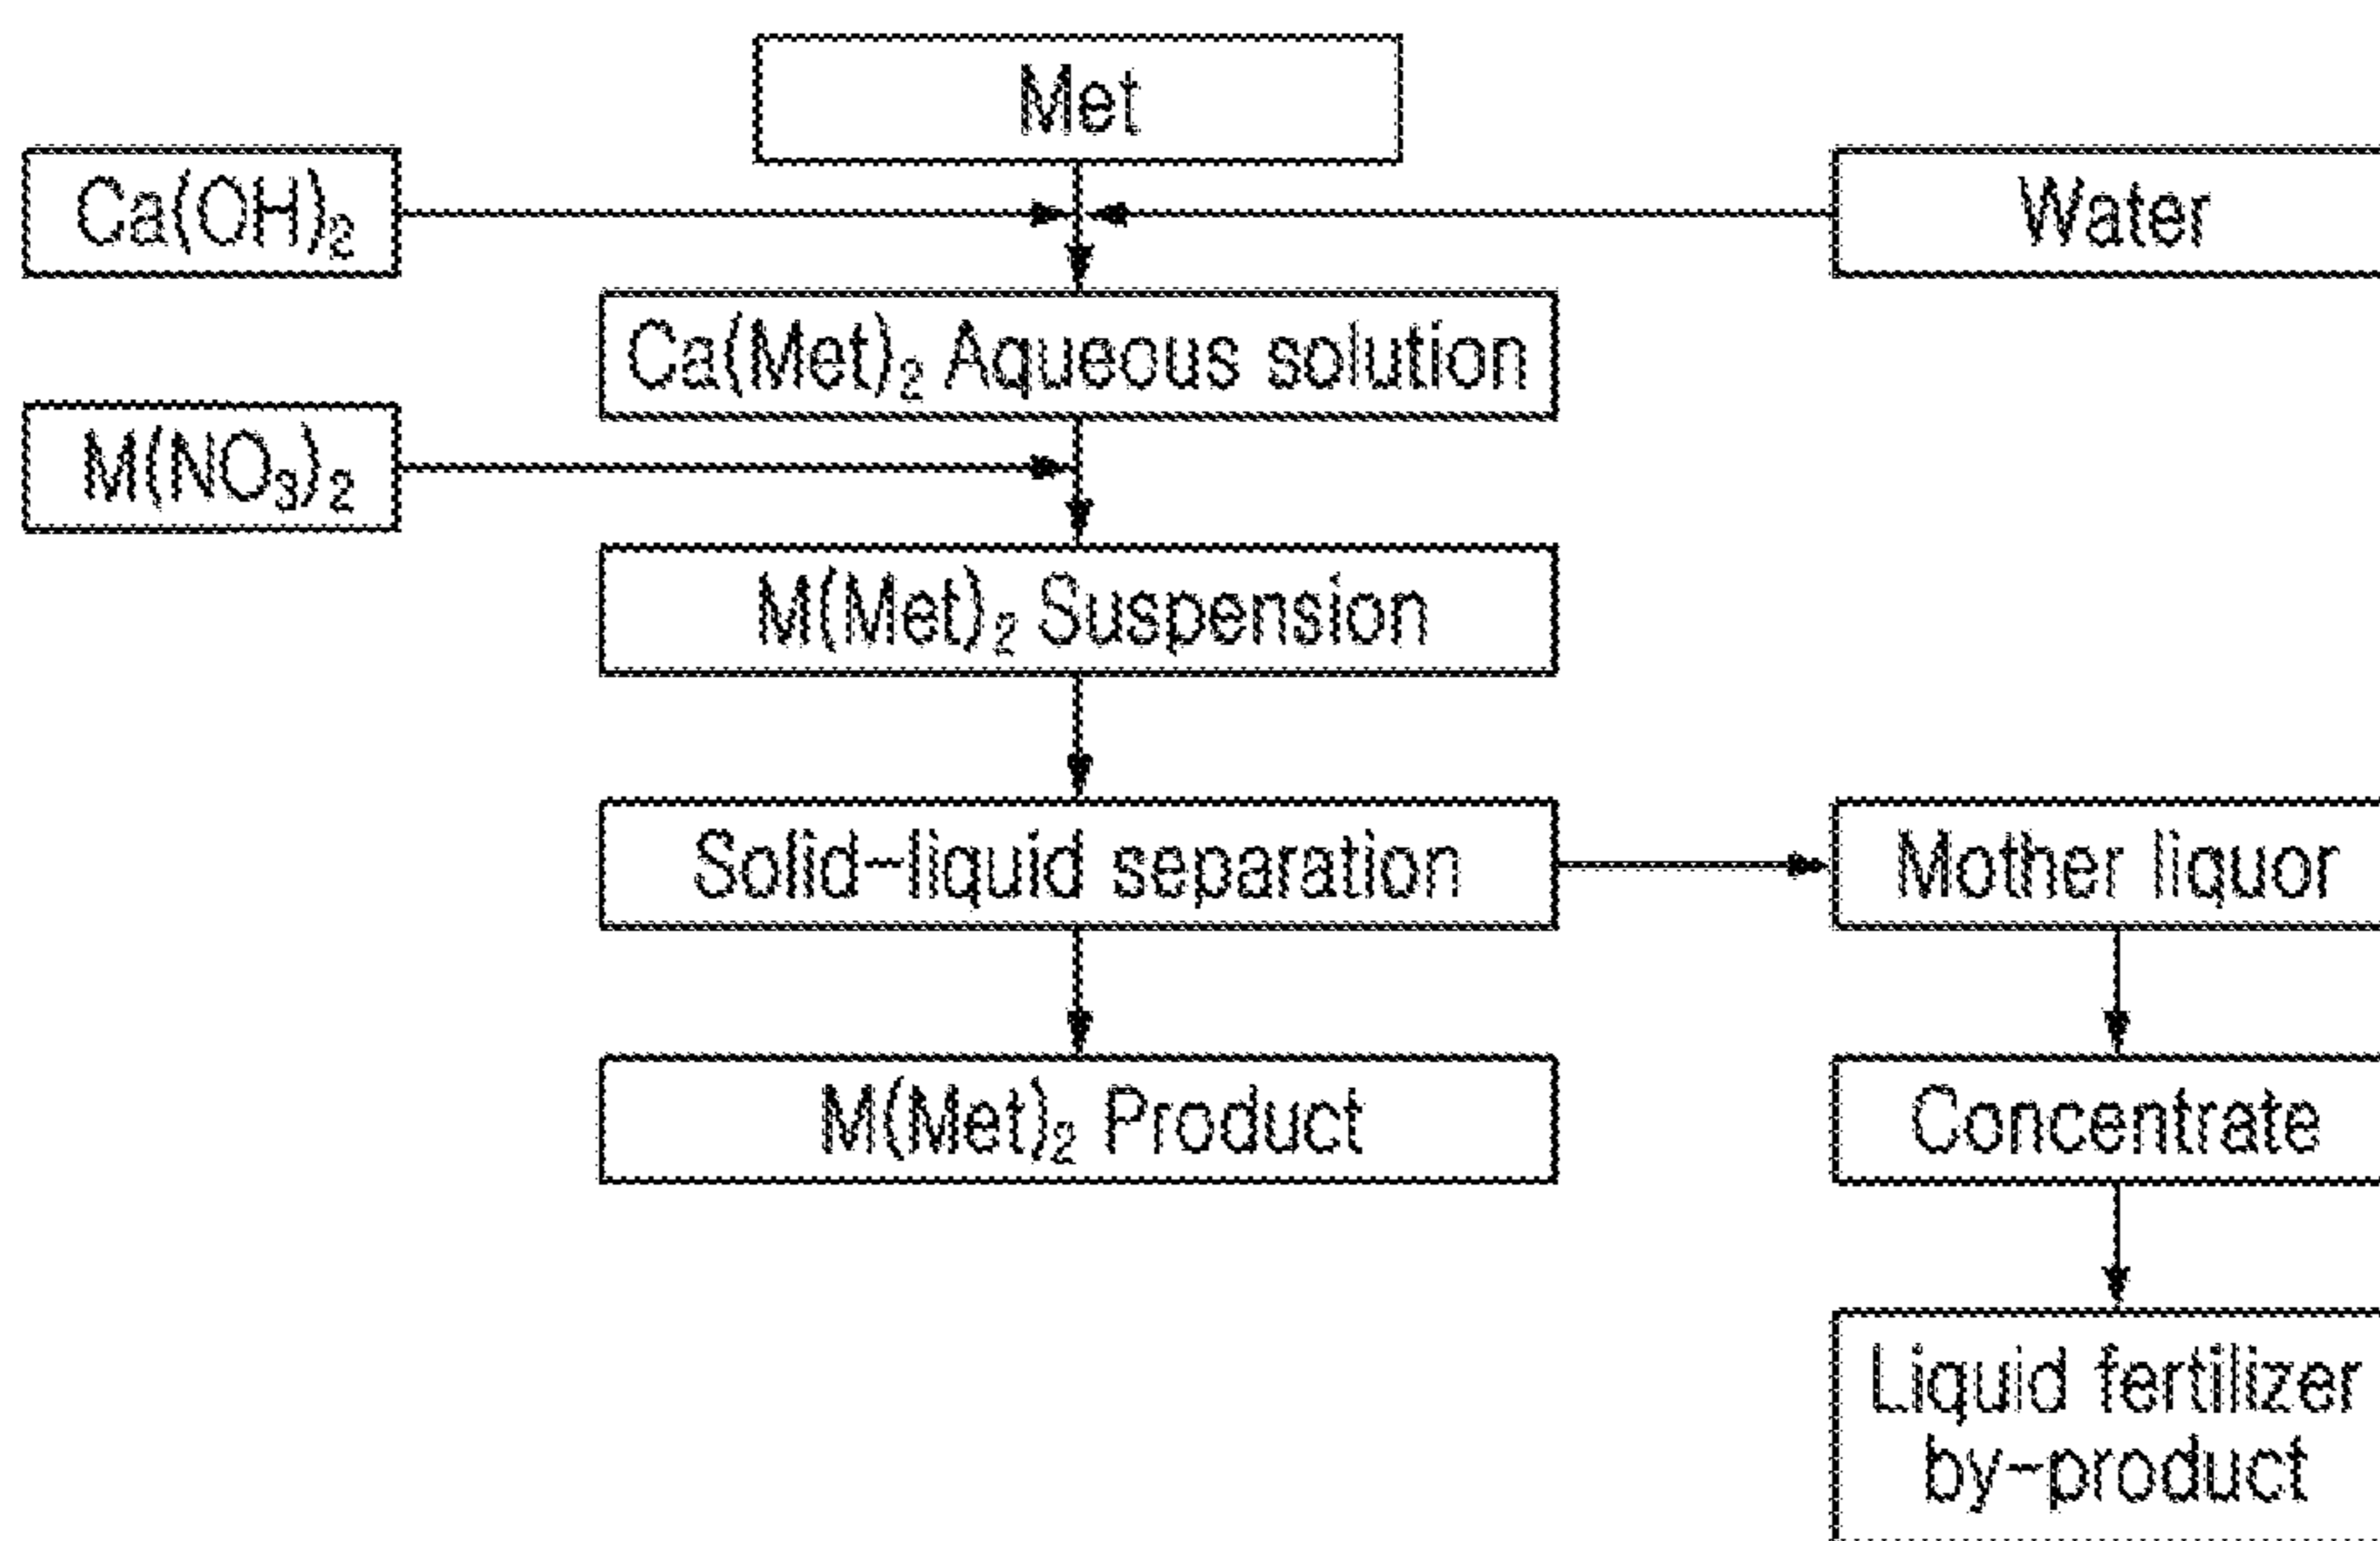 Met
Ca(OH)₂
Water
Ca(Met)₂ Aqueous solution
M(NO₃)₂
M(Met)₂ Suspension
Solid-liquid separation
Mother liquor
M(Met)₂ Product
Concentrate
Liquid fertilizer
by-product